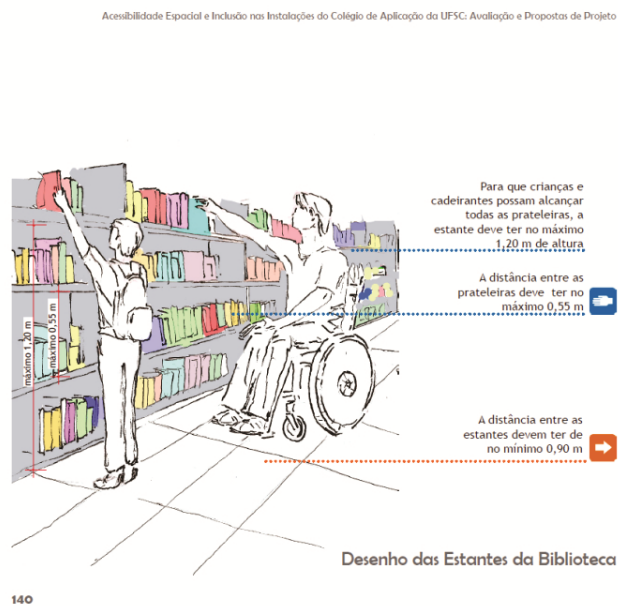 Acessibilidade Espacial e Inclusão nas Instalações do Colégio de Aplicação da UFSC: Avaliação e Propostas de Projeto
Para que crianças e
cadeirantes possam alcançar
todas as prateleiras, a
estante deve ter no máximo
1,20 m de altura
A distância entre as
prateleiras deve ter no
máximo 0,55 m
máximo 1,20 m
máximo 0,55 m
A distância entre as
estantes devem ter de
no mínimo 0,90 m
Desenho das Estantes da Biblioteca
140